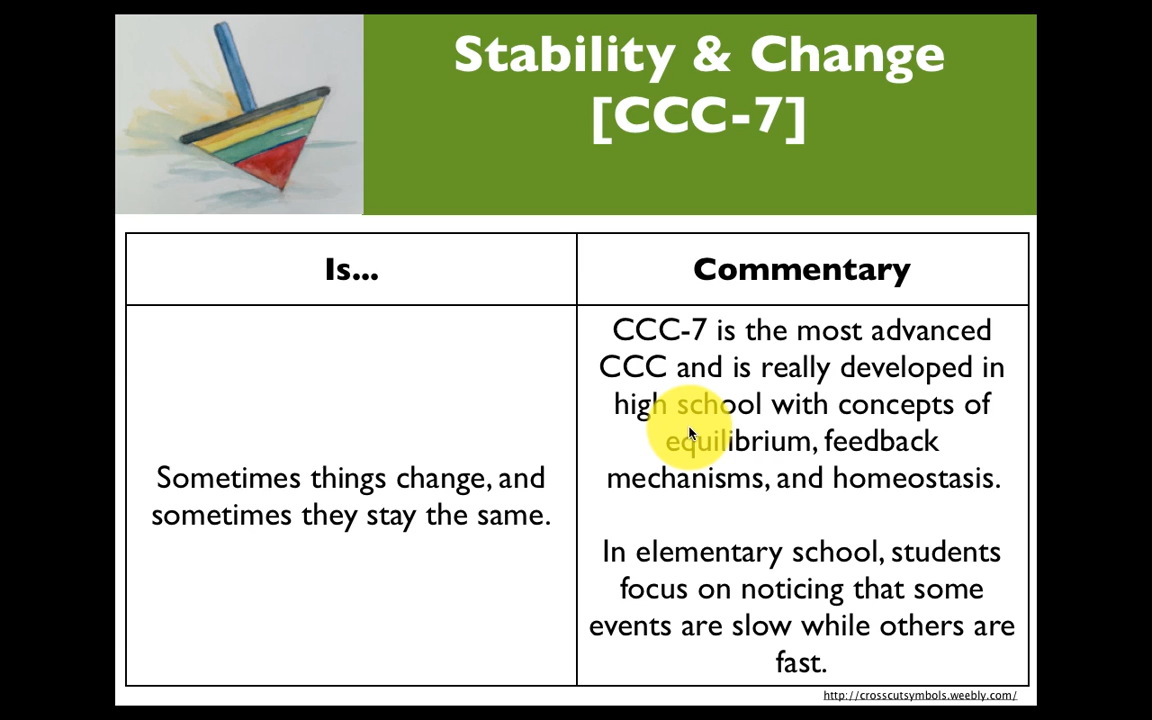 Stability & Change
[CCC-7]
Is...
Commentary
Sometimes things change, and
sometimes they stay the same.
CCC-7 is the most advanced
CCC and is really developed in
high school with concepts of
equilibrium, feedback
mechanisms, and homeostasis.
In elementary school, students
focus on noticing that some
events are slow while others are
fast.
http://crosscutsymbols.weebly.com/